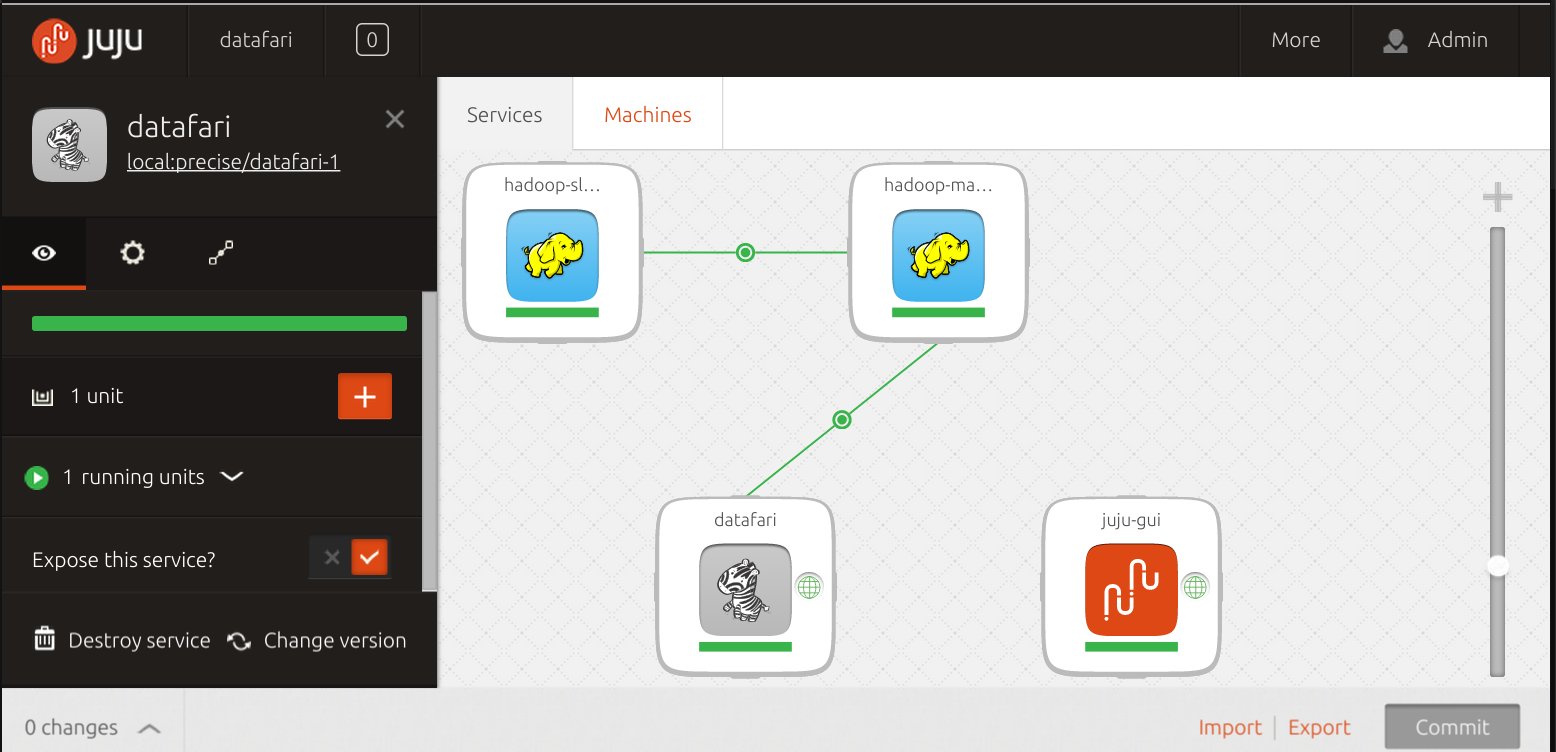 juju
datafari
0
More
Admin
datafari
local:precise/datafari-1
1 unit
1 running units
Expose this service?
Destroy service
Change version
Services
Machines
hadoop-sl...
hadoop-ma...
datafari
juju-gui
0 changes
Import | Export
Commit